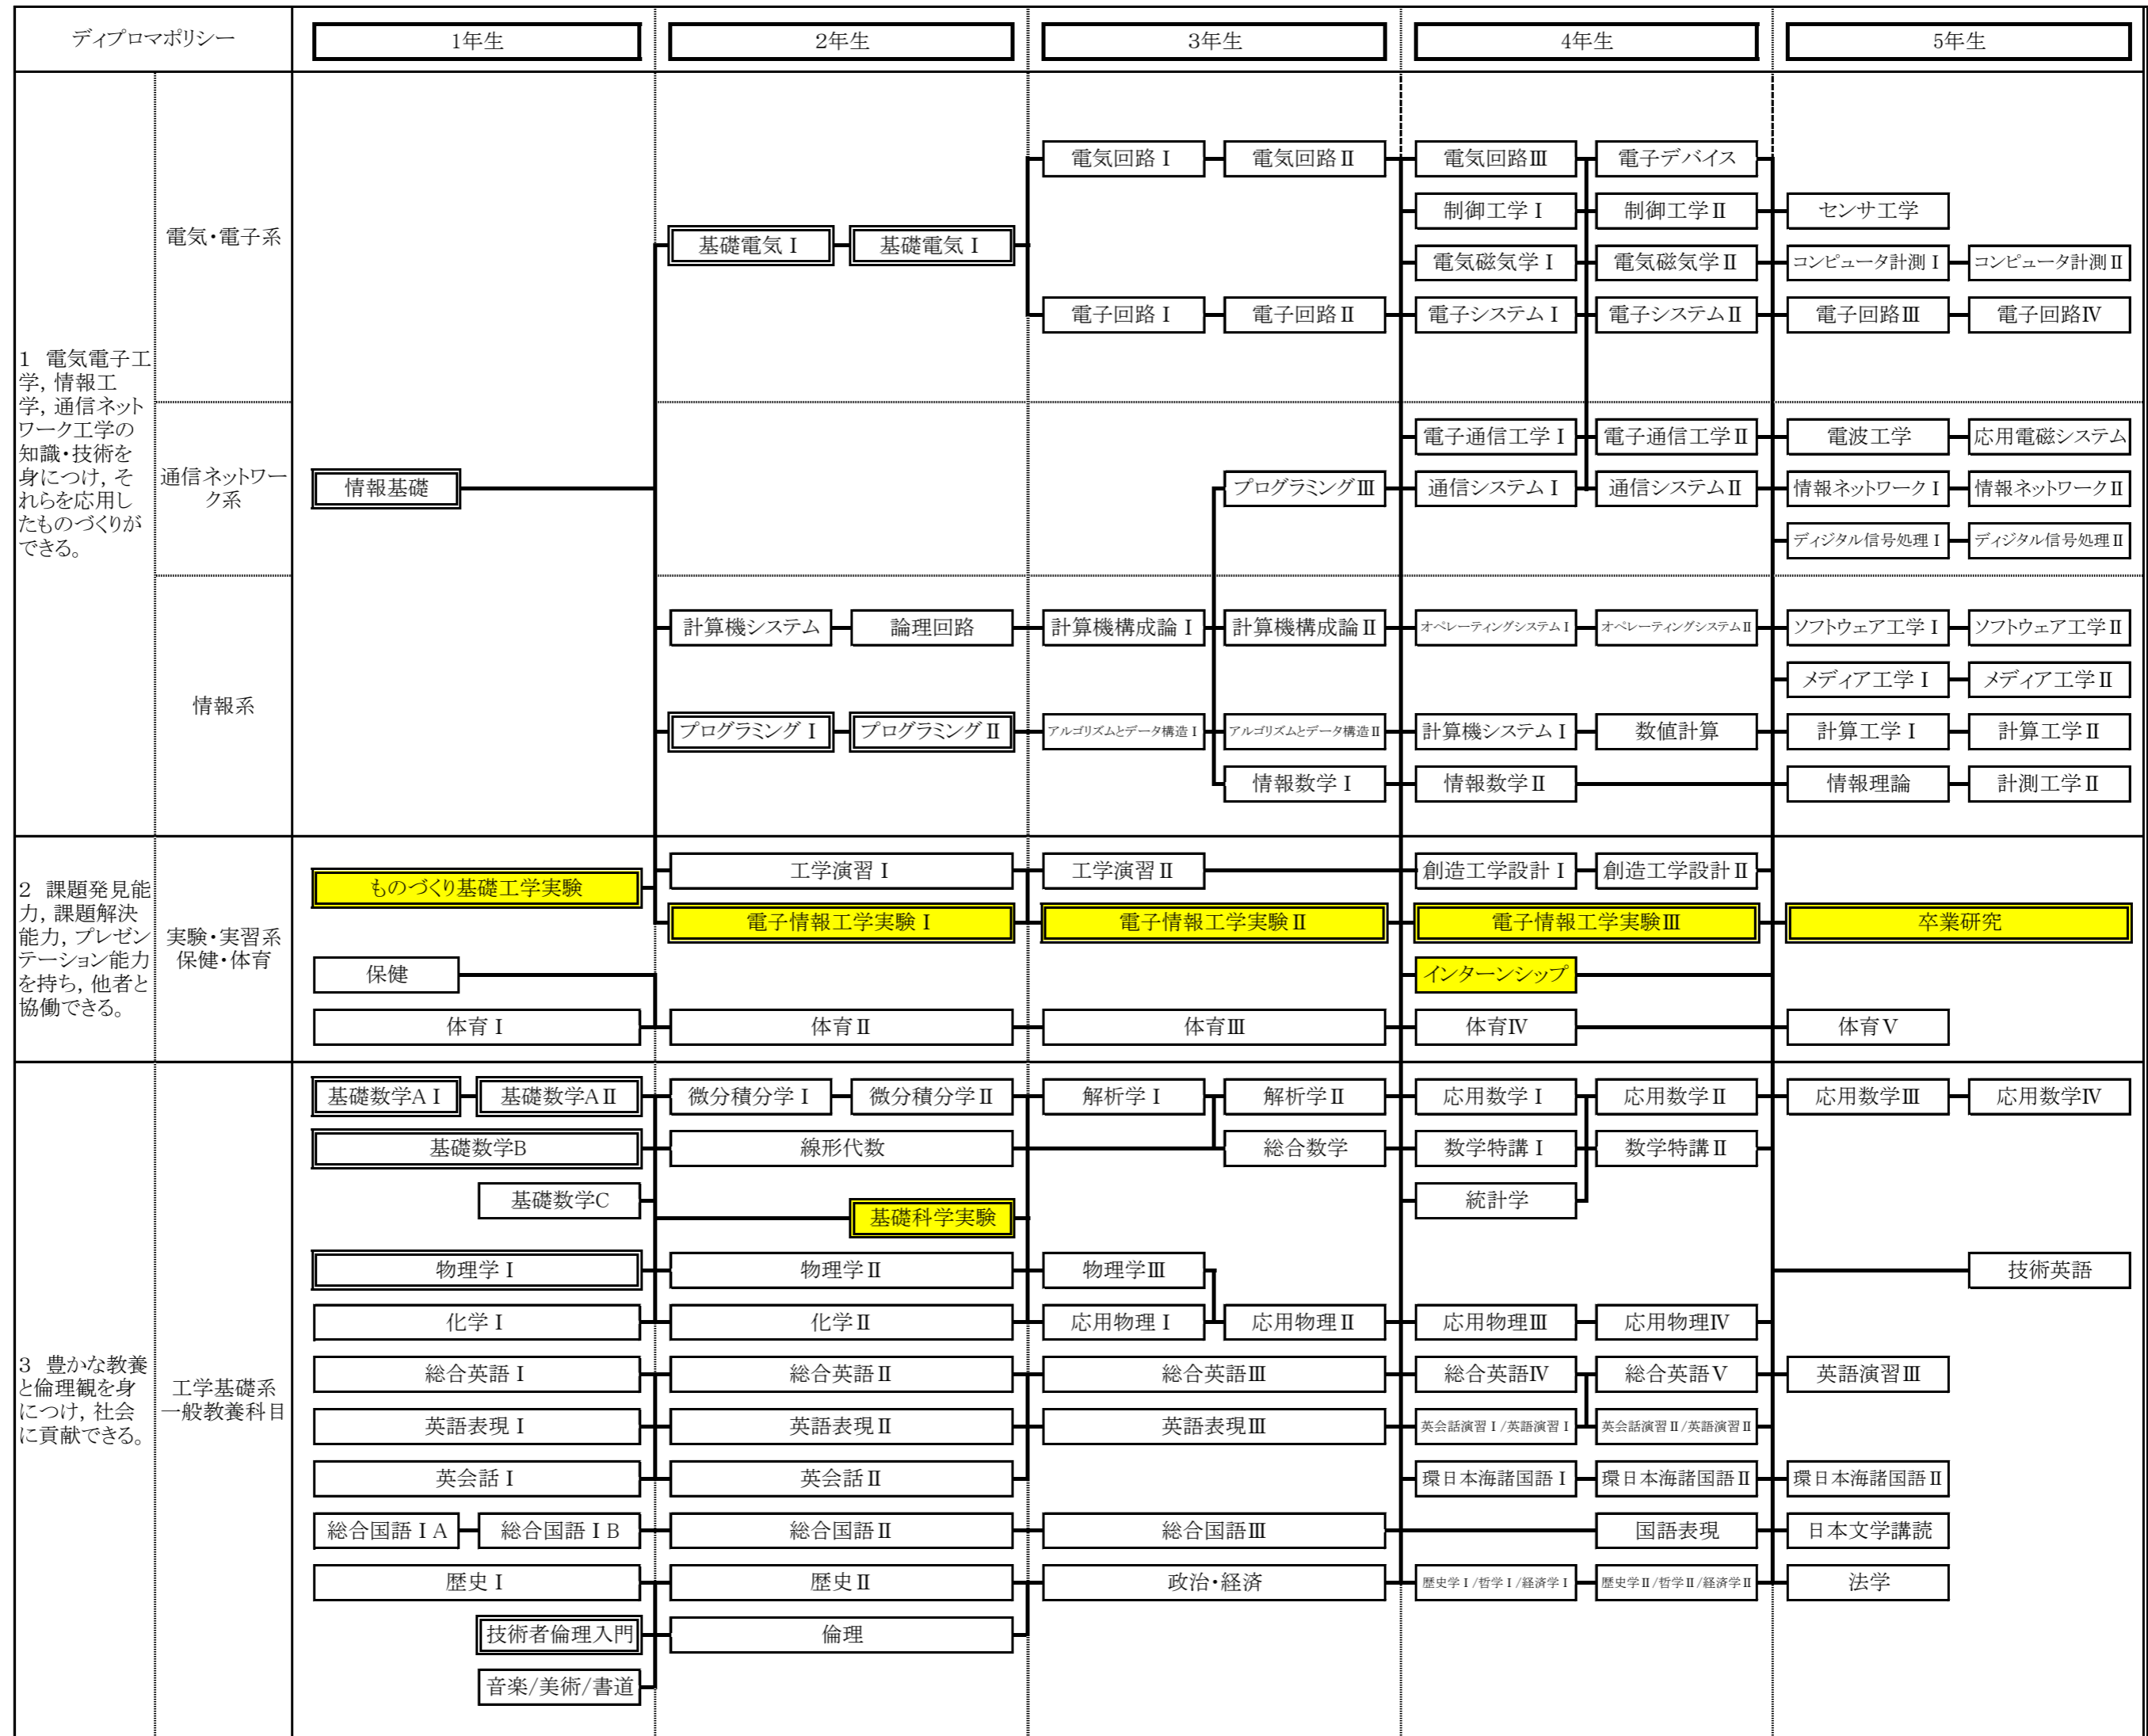 ディプロマポリシー
1年生
2年生
3年生
4年生
5年生
1 電気電子工
学, 情報工
学, 通信ネット
ワーク工学の
知識・技術を
身につけ, そ
れらを応用し
たものづくりが
できる。
電気・電子系
電気回路Ⅰ
電気回路Ⅱ
電気回路Ⅲ
電子デバイス
制御工学Ⅰ
制御工学Ⅱ
センサ工学
基礎電気Ⅰ
基礎電気Ⅰ
電気磁気学Ⅰ
電気磁気学Ⅱ
コンピュータ計測Ⅰ
コンピュータ計測Ⅱ
電子回路Ⅰ
電子回路Ⅱ
電子システムⅠ
電子システムⅡ
電子回路Ⅲ
電子回路Ⅳ
通信ネットワー
ク系
電子通信工学Ⅰ
電子通信工学Ⅱ
電波工学
応用電磁システム
情報基礎
プログラミングⅢ
通信システムⅠ
通信システムⅡ
情報ネットワークⅠ
情報ネットワークⅡ
ディジタル信号処理Ⅰ
ディジタル信号処理Ⅱ
情報系
計算機システム
論理回路
計算機構成論Ⅰ
計算機構成論Ⅱ
オペレーティングシステムⅠ
オペレーティングシステムⅡ
ソフトウェア工学Ⅰ
ソフトウェア工学Ⅱ
メディア工学Ⅰ
メディア工学Ⅱ
プログラミングⅠ
プログラミングⅡ
アルゴリズムとデータ構造Ⅰ
アルゴリズムとデータ構造Ⅱ
計算機システムⅠ
数値計算
計算工学Ⅰ
計算工学Ⅱ
情報数学Ⅰ
情報数学Ⅱ
情報理論
計測工学Ⅱ
2 課題発見能
力, 課題解決
能力, プレゼン
テーション能力
を持ち, 他者と
協働できる。
実験・実習系
保健・体育
ものづくり基礎工学実験
工学演習Ⅰ
工学演習Ⅱ
創造工学設計Ⅰ
創造工学設計Ⅱ
電子情報工学実験Ⅰ
電子情報工学実験Ⅱ
電子情報工学実験Ⅲ
卒業研究
保健
インターンシップ
体育Ⅰ
体育Ⅱ
体育Ⅲ
体育Ⅳ
体育Ⅴ
3 豊かな教養
と倫理観を身
につけ, 社会
に貢献できる。
工学基礎系
一般教養科目
基礎数学AⅠ
基礎数学AⅡ
微分積分学Ⅰ
微分積分学Ⅱ
解析学Ⅰ
解析学Ⅱ
応用数学Ⅰ
応用数学Ⅱ
応用数学Ⅲ
応用数学Ⅳ
基礎数学B
線形代数
総合数学
数学特講Ⅰ
数学特講Ⅱ
基礎数学C
基礎科学実験
統計学
物理学Ⅰ
物理学Ⅱ
物理学Ⅲ
技術英語
化学Ⅰ
化学Ⅱ
応用物理Ⅰ
応用物理Ⅱ
応用物理Ⅲ
応用物理Ⅳ
総合英語Ⅰ
総合英語Ⅱ
総合英語Ⅲ
総合英語Ⅳ
総合英語Ⅴ
英語演習Ⅲ
英語表現Ⅰ
英語表現Ⅱ
英語表現Ⅲ
英会話演習Ⅰ/英語演習Ⅰ
英会話演習Ⅱ/英語演習Ⅱ
英会話Ⅰ
英会話Ⅱ
環日本海諸国語Ⅰ
環日本海諸国語Ⅱ
環日本海諸国語Ⅱ
総合国語ⅠA
総合国語ⅠB
総合国語Ⅱ
総合国語Ⅲ
国語表現
日本文学講読
歴史Ⅰ
歴史Ⅱ
政治・経済
歴史学Ⅰ/哲学Ⅰ/経済学Ⅰ
歴史学Ⅱ/哲学Ⅱ/経済学Ⅱ
法学
技術者倫理入門
倫理
音楽/美術/書道